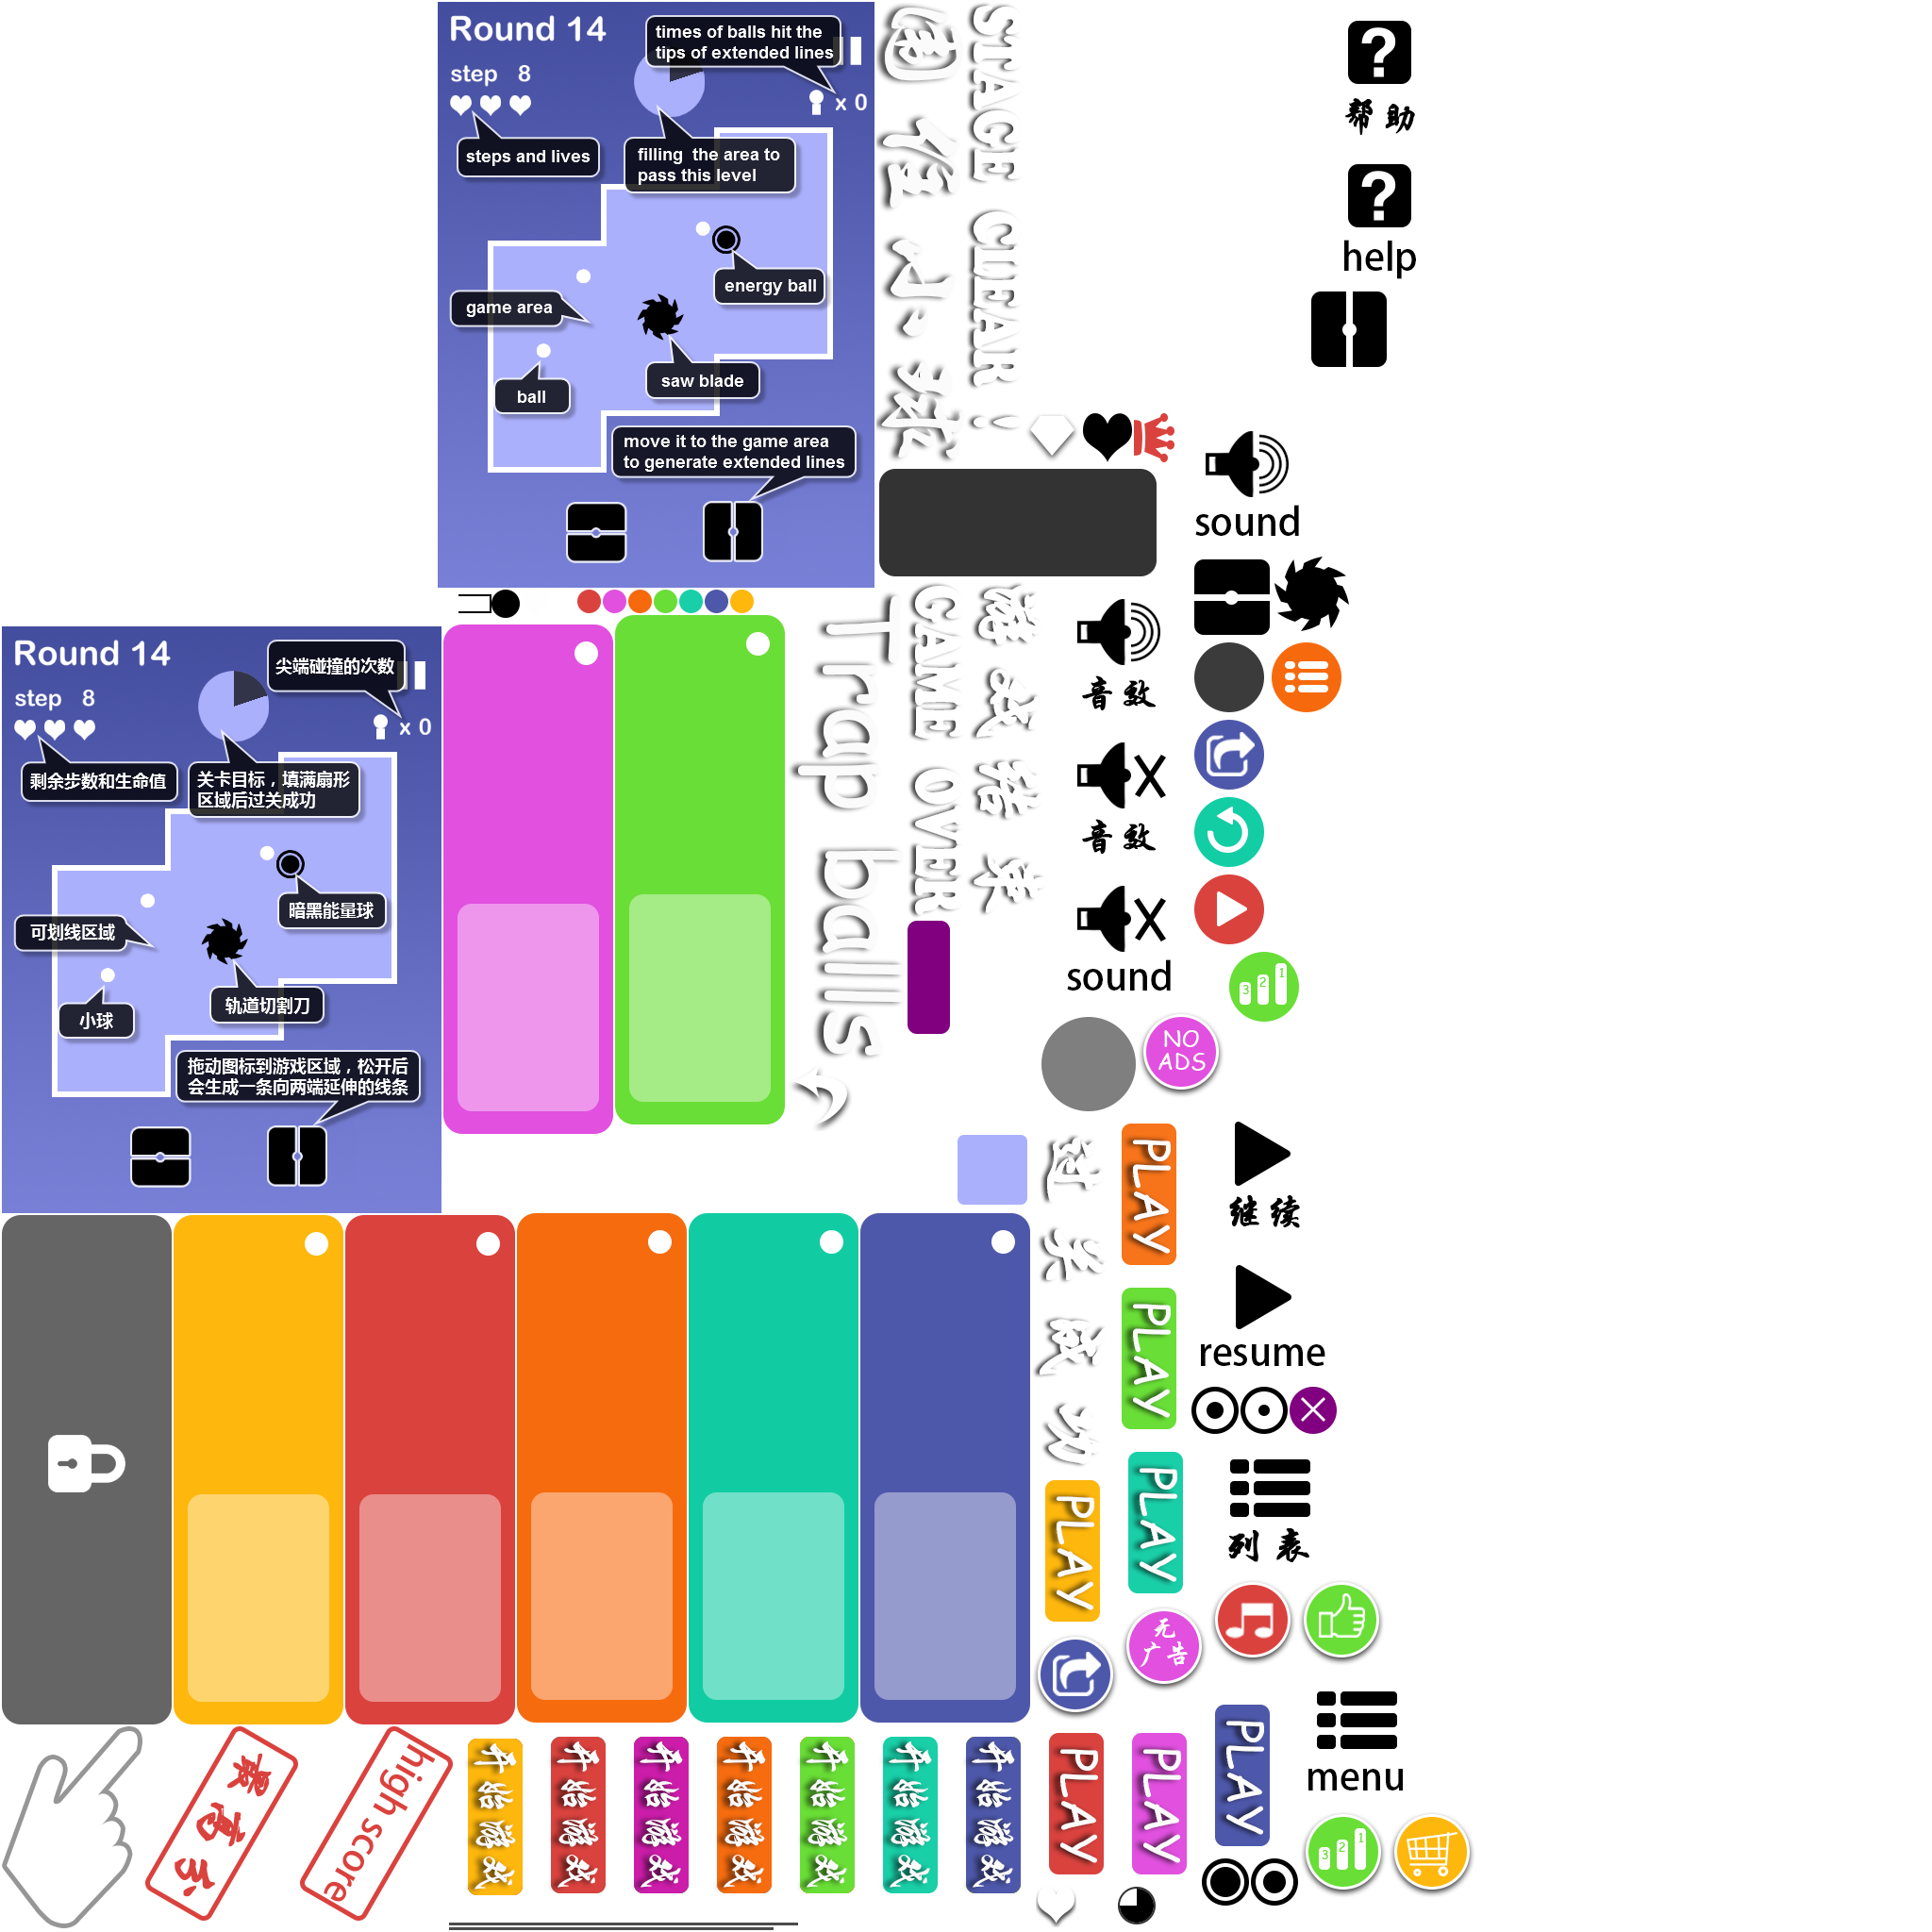 Round 14
step 8
x 0
times of balls hit the
tips of extended lines
steps and lives
filling the area to
pass this level
energy ball
game area
saw blade
ball
move it to the game area
to generate extended lines
围住小球
STAGE CLEAR!
帮助
help
sound
Round 14
step 8
x 0
尖端碰撞的次数
剩余步数和生命值
关卡目标，填满扇形
区域后过关成功
暗黑能量球
可划线区域
轨道切割刀
小球
拖动图标到游戏区域，松开后
会生成一条向两端延伸的线条
Trap balls
GAME OVER
游戏结束
音效
音效
sound
3 2 1
NO
ADS
过关成功
PLAY
PLAY
PLAY
PLAY
继续
resume
列表
无
广告
最高分
high score
开始游戏
开始游戏
开始游戏
开始游戏
开始游戏
开始游戏
开始游戏
PLAY
PLAY
PLAY
menu
3 2 1